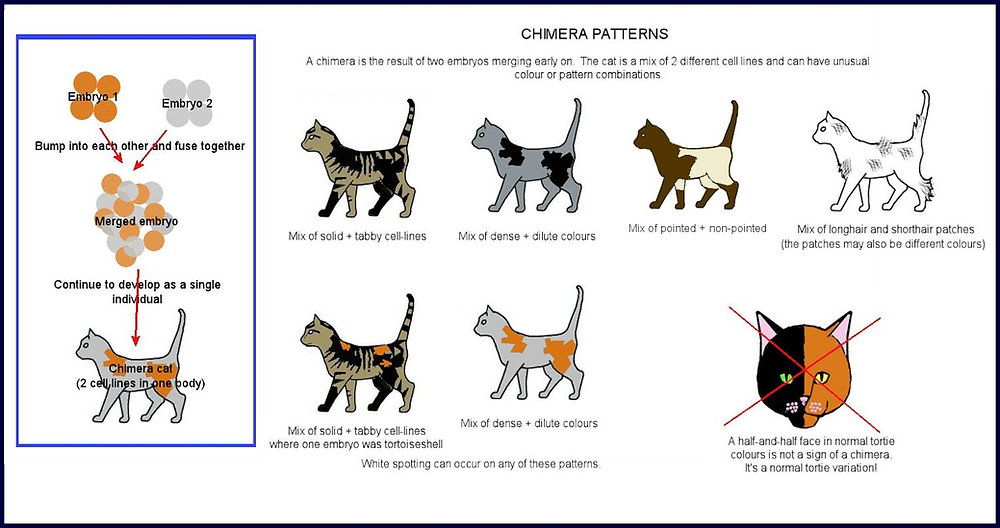 CHIMERA PATTERNS
A chimera is the result of two embryos merging early on. The cat is a mix of 2 different cell lines and can have unusual
colour or pattern combinations.
Embryo 1
Embryo 2
Bump into each other and fuse together
Merged embryo
Continue to develop as a single
individual
Chimera cat
(2 cell lines in one body)
Mix of solid + tabby cell-lines
Mix of dense + dilute colours
Mix of pointed + non-pointed
Mix of longhair and shorthair patches
(the patches may also be different colours)
Mix of solid + tabby cell-lines
where one embryo was tortoiseshell
Mix of dense + dilute colours
A half-and-half face in normal tortie
colours is not a sign of a chimera.
It's a normal tortie variation!
White spotting can occur on any of these patterns.